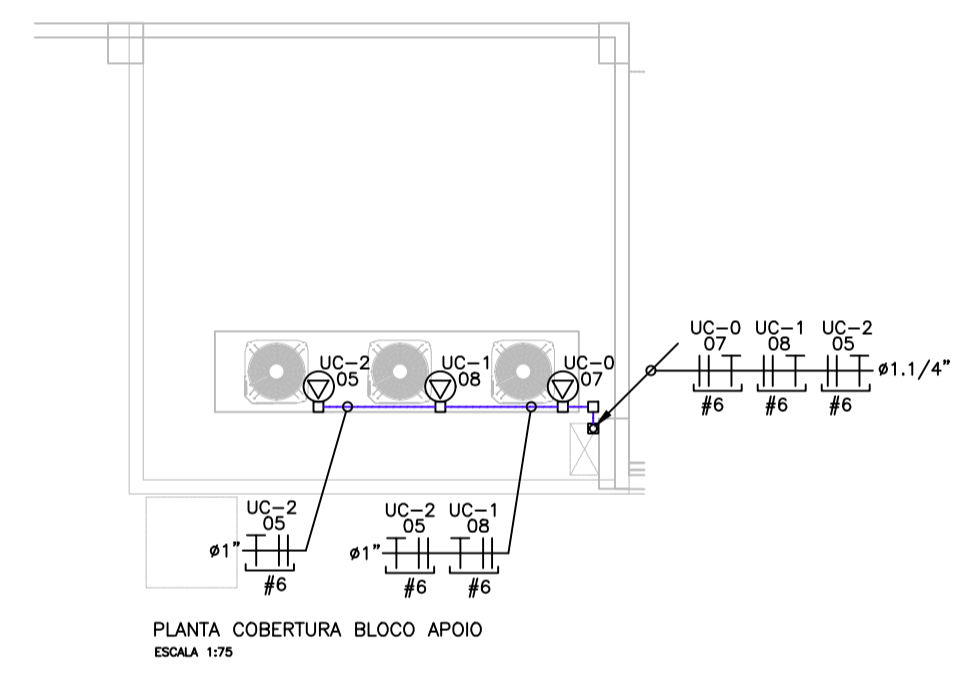 UC-0 UC-1 UC-2
07 08 05
ø1.1/4"
#6 #6 #6
UC-2 UC-1 UC-0
05 08 07
UC-2
05
ø1"
#6
UC-2 UC-1
05 08
ø1"
#6 #6
PLANTA COBERTURA BLOCO APOIO
ESCALA 1:75